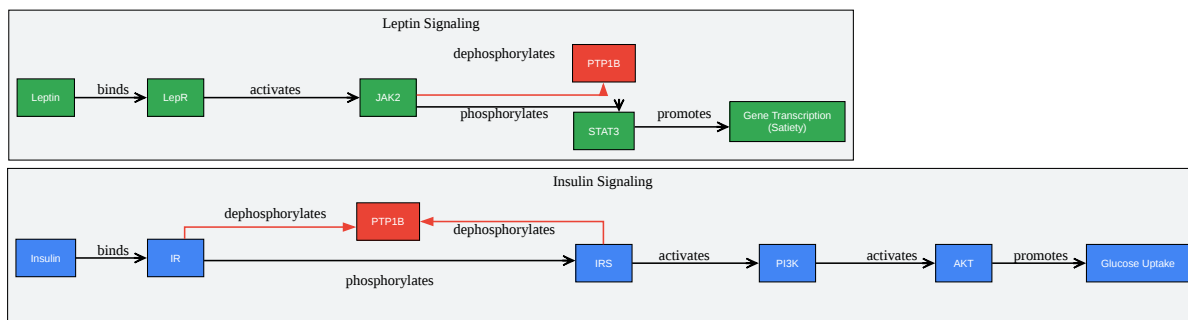 Leptin Signaling
dephosphorylates
PTP1B
Leptin
binds
LepR
activates
JAK2
phosphorylates
STAT3
promotes
Gene Transcription
(Satiety)
Insulin Signaling
dephosphorylates
PTP1B
dephosphorylates
Insulin
binds
IR
phosphorylates
IRS
activates
PI3K
activates
AKT
promotes
Glucose Uptake